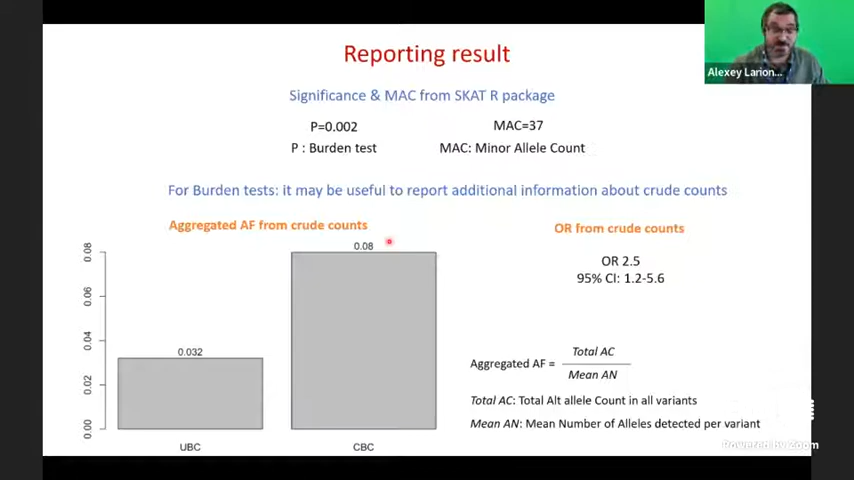 Reporting result
Alexey Larion...
Significance & MAC from SKAT R package
P=0.002
MAC=37
P : Burden test
MAC: Minor Allele Count
For Burden tests: it may be useful to report additional information about crude counts
Aggregated AF from crude counts
OR from crude counts
0.08
0.08
0.06
0.04
0.02
0.00
0.032
UBC
CBC
OR 2.5
95% CI: 1.2-5.6
Aggregated AF =
Total AC
Mean AN
Total AC: Total Alt allele Count in all variants
Mean AN: Mean Number of Alleles detected per variant
Powered by Zoom